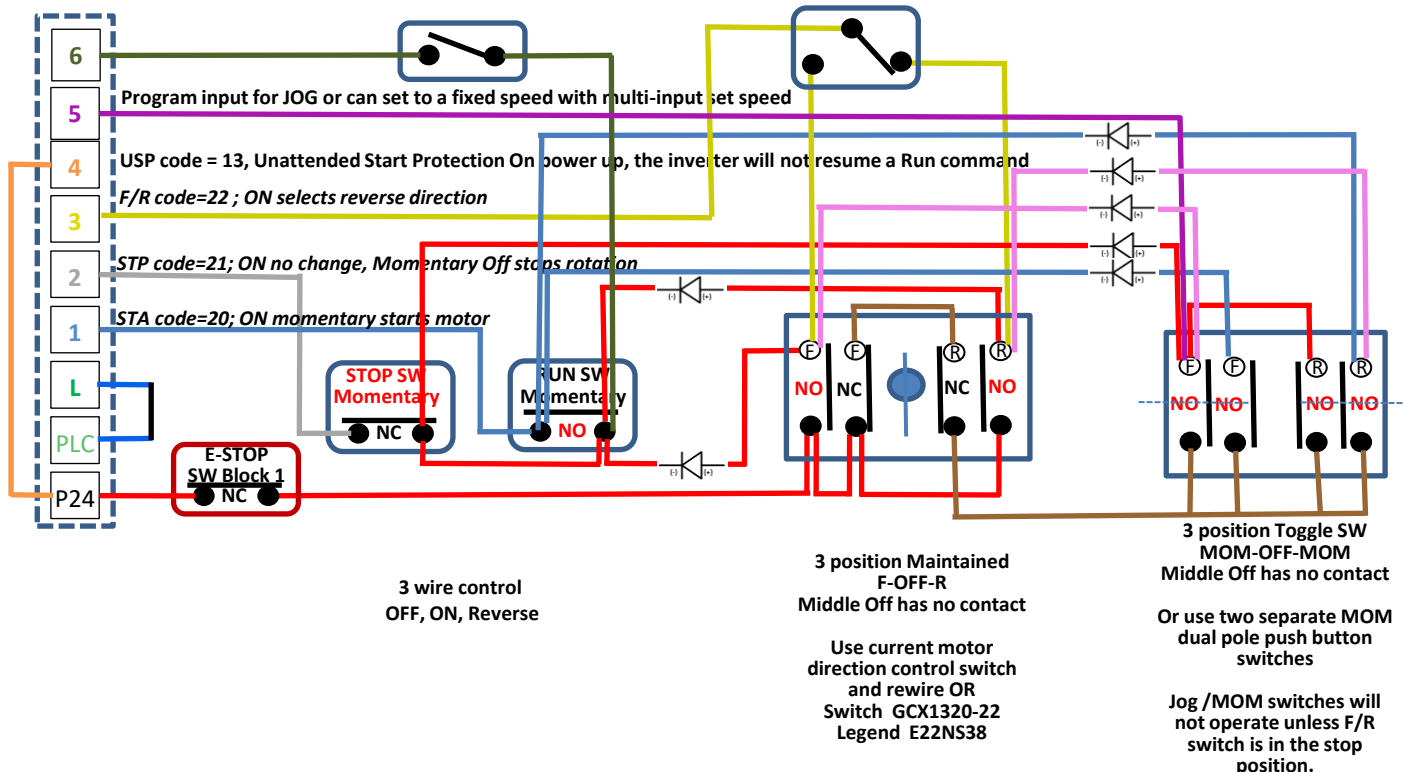 6
5
4
3
2
1
L
PLC
P24
Program input for JOG or can set to a fixed speed with multi-input set speed
USP code = 13, Unattended Start Protection On power up, the inverter will not resume a Run command
F/R code=22 ; ON selects reverse direction
STP code=21; ON no change, Momentary Off stops rotation
STA code=20; ON momentary starts motor
(-) (+)
(-) (+)
(-) (+)
(-) (+)
(-) (+)
(-) (+)
(-) (+)
STOP SW
Momentary
NC
RUN SW
Momentary
NO
E-STOP
SW Block 1
NC
F F R R
NO NC NC NO
F F R R
NO NO NO NO
3 wire control
OFF, ON, Reverse
3 position Maintained
F-OFF-R
Middle Off has no contact
Use current motor
direction control switch
and rewire OR
Switch GCX1320-22
Legend E22NS38
3 position Toggle SW
MOM-OFF-MOM
Middle Off has no contact
Or use two separate MOM
dual pole push button
switches
Jog /MOM switches will
not operate unless F/R
switch is in the stop
position.